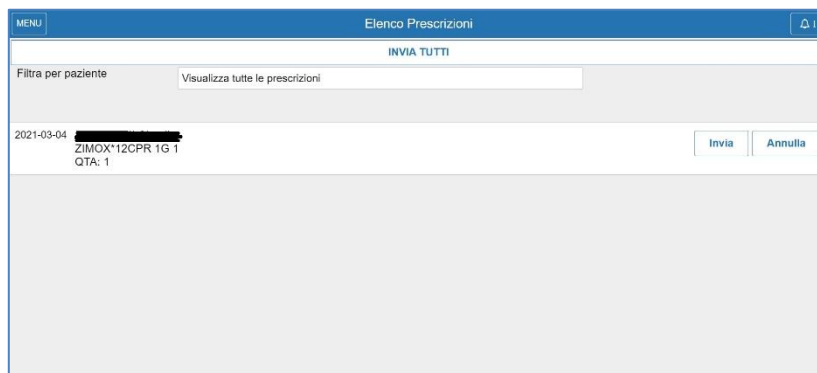 MENU
Elenco Prescrizioni
INVIA TUTTI
Filtra per paziente
Visualizza tutte le prescrizioni
2021-03-04
ZIMOX*12CPR 1G 1
QTA: 1
Invia
Annulla